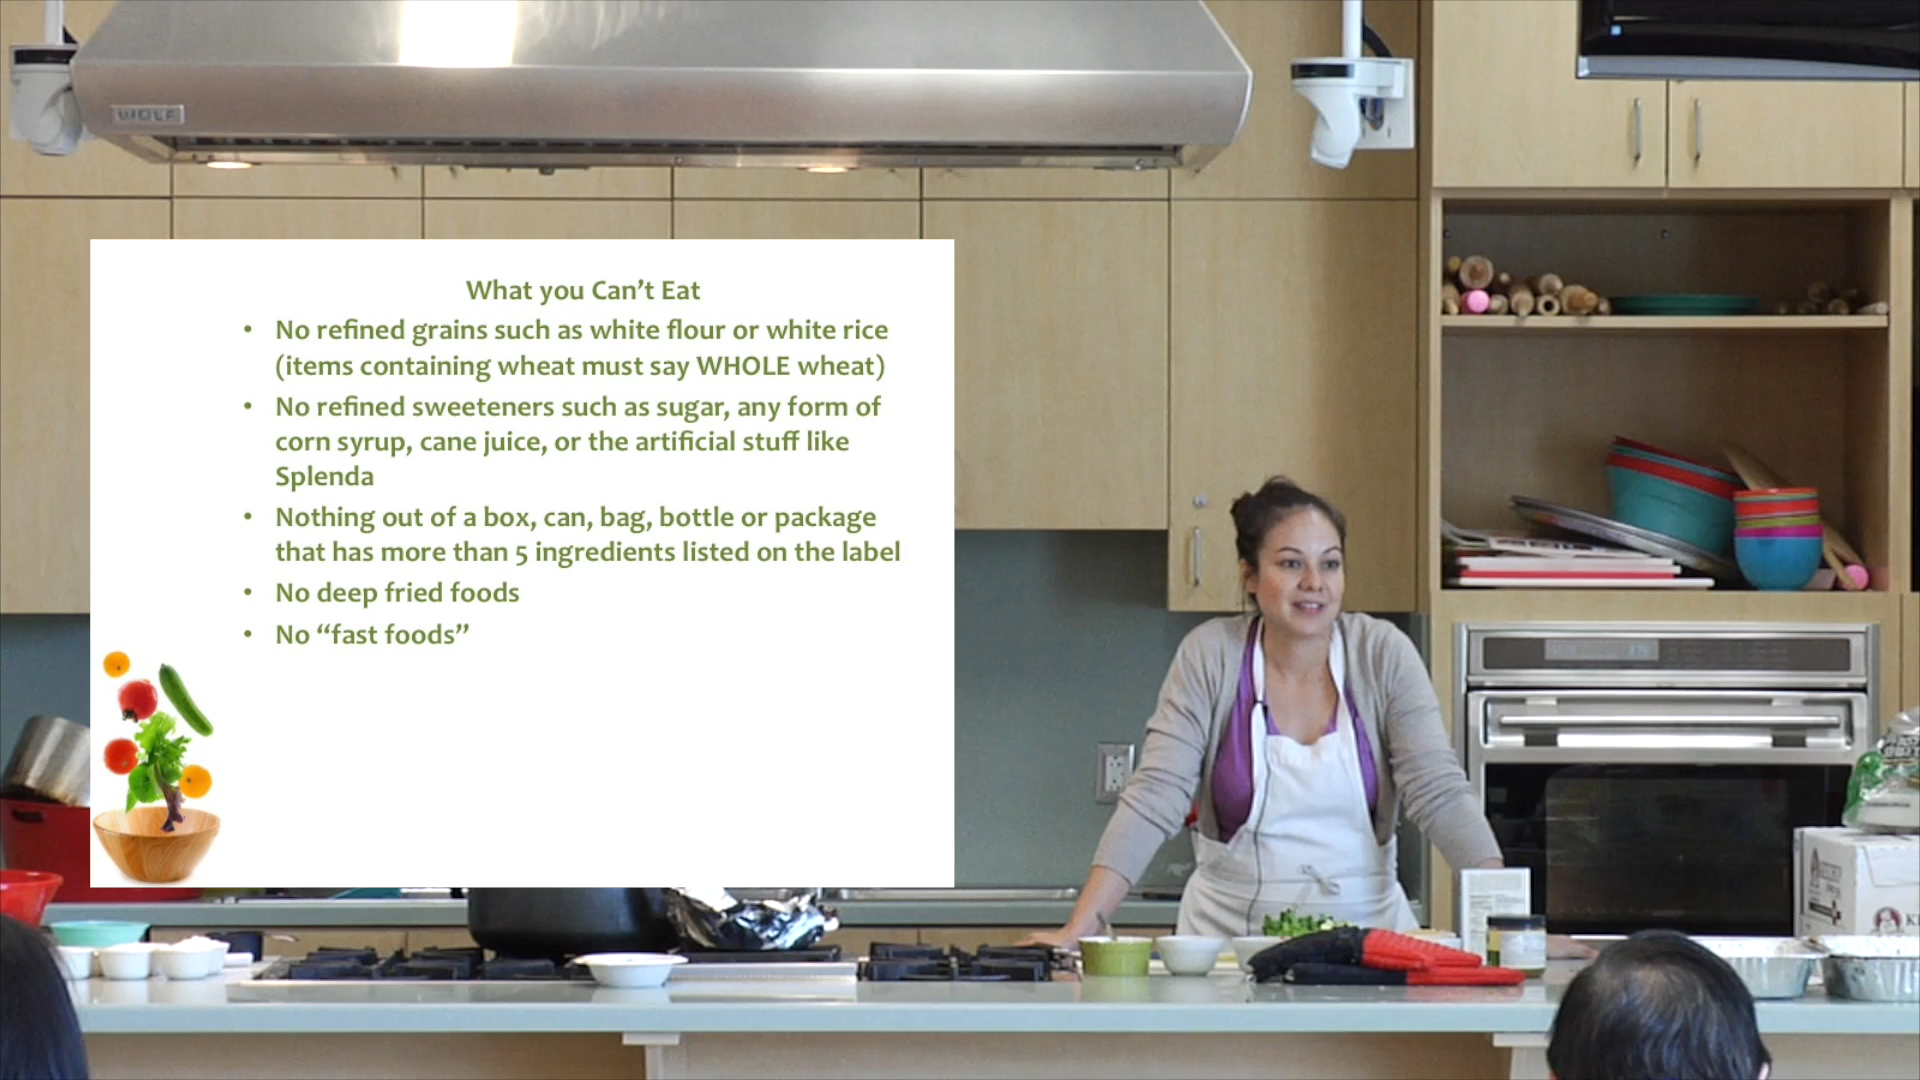 WOLF
What you Can't Eat
• No refined grains such as white flour or white rice
(items containing wheat must say WHOLE wheat)
• No refined sweeteners such as sugar, any form of
corn syrup, cane juice, or the artificial stuff like
Splenda
• Nothing out of a box, can, bag, bottle or package
that has more than 5 ingredients listed on the label
• No deep fried foods
• No “fast foods”